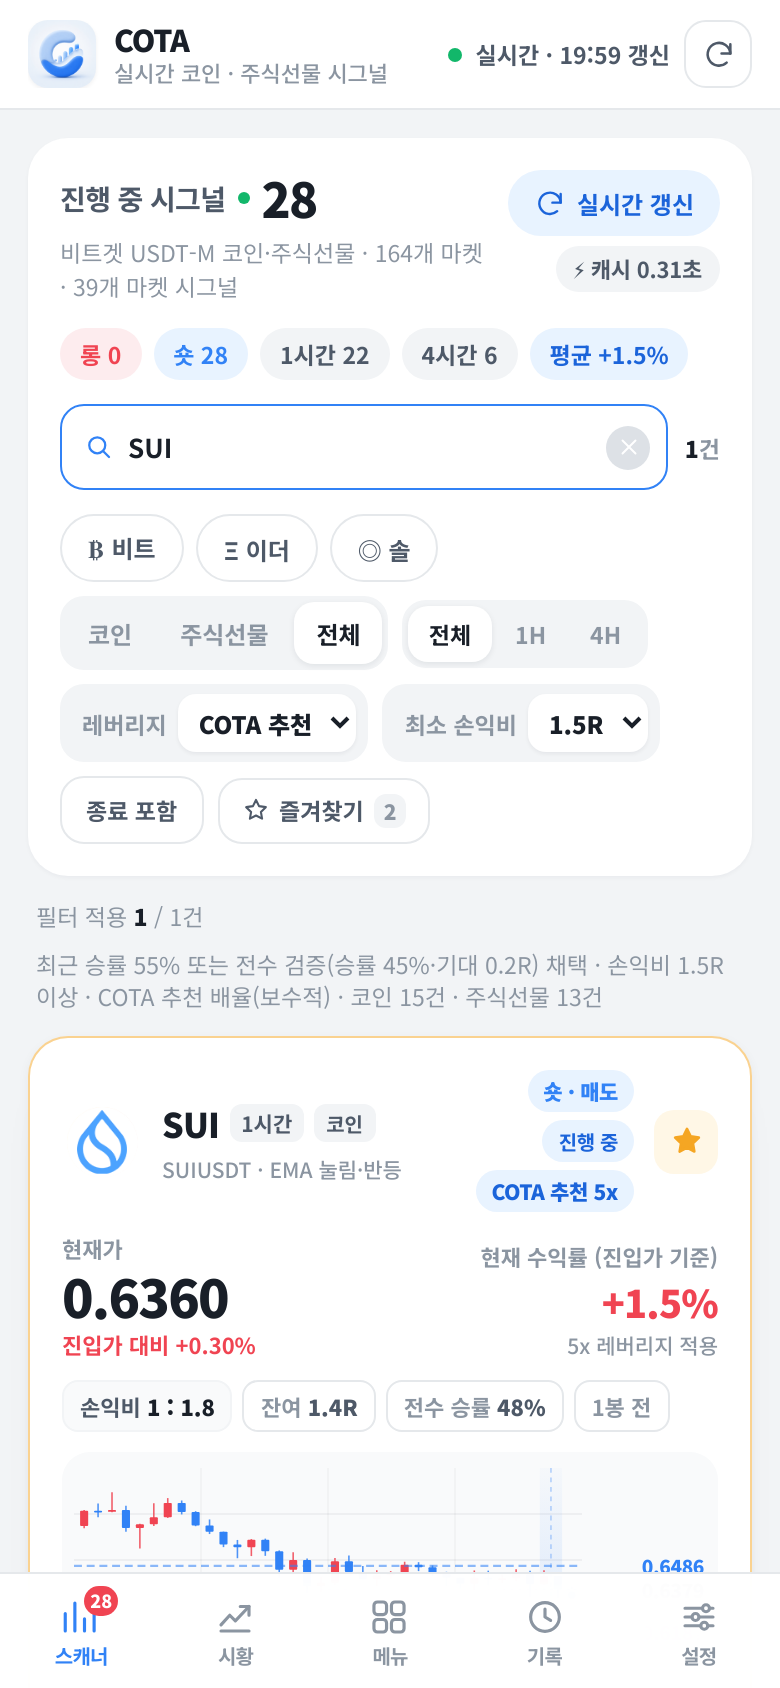 COTA
실시간 코인 · 주식선물 시그널
실시간 · 19:59 갱신
진행 중 시그널 28
실시간 갱신
비트겟 USDT-M 코인·주식선물 · 164개 마켓
· 39개 마켓 시그널
⚡ 캐시 0.31초
롱 0 숏 28 1시간 22 4시간 6 평균 +1.5%
SUI
1건
₿ 비트 Ξ 이더 ◎ 솔
코인 주식선물 전체 전체 1H 4H
레버리지 COTA 추천 최소 손익비 1.5R
종료 포함 즐겨찾기 2
필터 적용 1 / 1건
최근 승률 55% 또는 전수 검증(승률 45%·기대 0.2R) 채택 · 손익비 1.5R
이상 · COTA 추천 배율(보수적) · 코인 15건 · 주식선물 13건
SUI 1시간 코인
SUIUSDT · EMA 눌림·반등
숏 · 매도
진행 중
COTA 추천 5x
현재가
0.6360
진입가 대비 +0.30%
현재 수익률 (진입가 기준)
+1.5%
5x 레버리지 적용
손익비 1 : 1.8 잔여 1.4R 전수 승률 48% 1봉 전
0.6486
28
스캐너 시황 메뉴 기록 설정